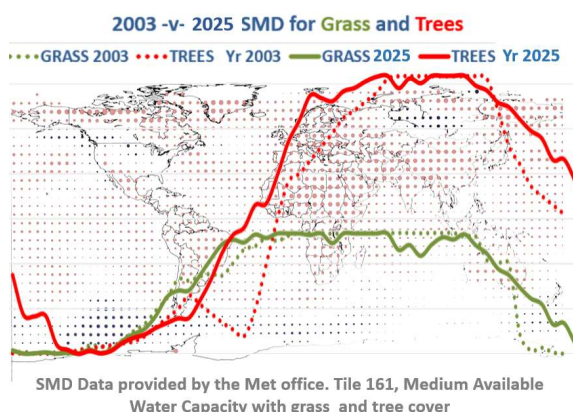 2003 -v- 2025 SMD for Grass and Trees
GRASS 2003 TREES Yr 2003 GRASS 2025 TREES Yr 2025
SMD Data provided by the Met office. Tile 161, Medium Available
Water Capacity with grass and tree cover